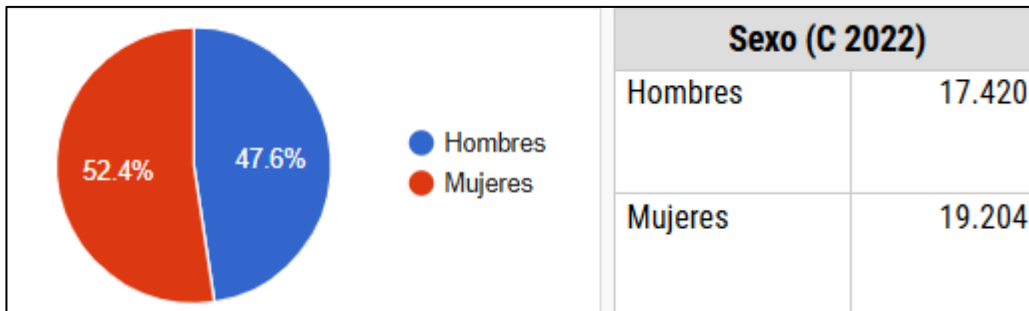 52.4%
47.6%
Hombres
Mujeres
Sexo (C 2022)
Hombres 17.420
Mujeres 19.204